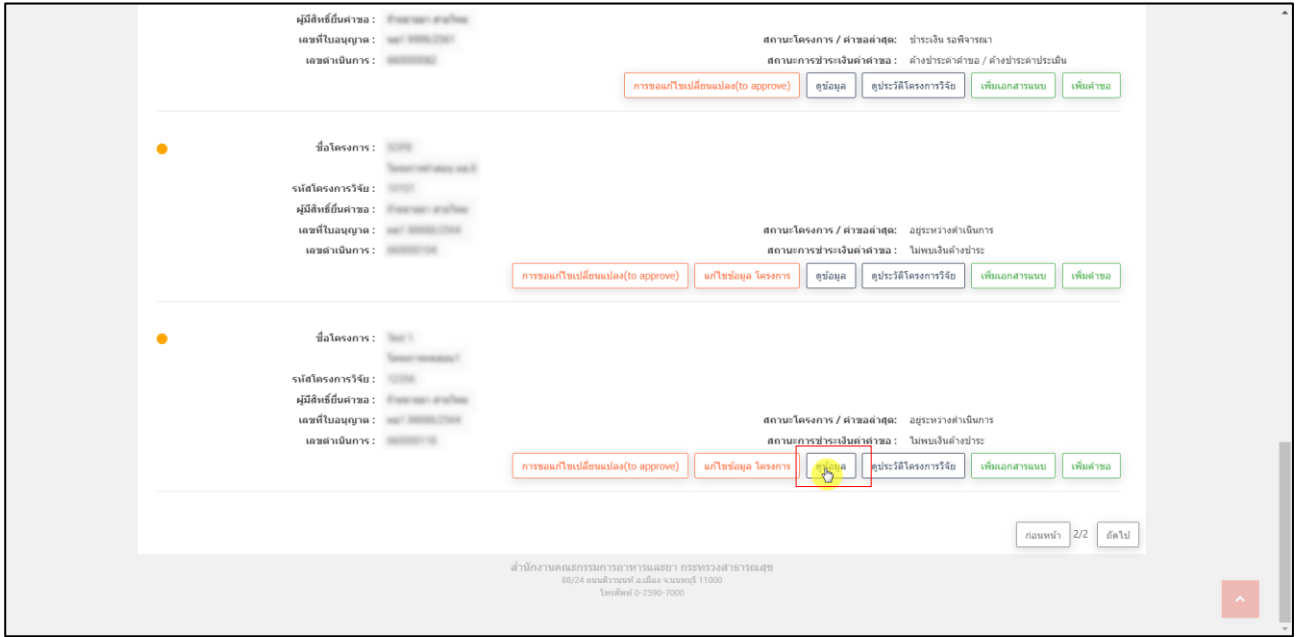 ผู้มีสิทธิ์ยื่นคำขอ :
เลขที่ใบอนุญาต : สถานะโครงการ / คำขอล่าสุด: ชำระเงิน รอพิจารณา
เลขดำเนินการ : สถานะการชำระเงินค่าคำขอ : ค้างชำระค่าคำขอ / ค้างชำระค่าประเมิน
การขอแก้ไขเปลี่ยนแปลง(to approve) ดูข้อมูล ดูประวัติโครงการวิจัย เพิ่มเอกสารแนบ เพิ่มคำขอ
ชื่อโครงการ :
รหัสโครงการวิจัย :
ผู้มีสิทธิ์ยื่นคำขอ :
เลขที่ใบอนุญาต : สถานะโครงการ / คำขอล่าสุด: อยู่ระหว่างดำเนินการ
เลขดำเนินการ : สถานะการชำระเงินค่าคำขอ : ไม่พบเงินค้างชำระ
การขอแก้ไขเปลี่ยนแปลง(to approve) แก้ไขข้อมูล โครงการ ดูข้อมูล ดูประวัติโครงการวิจัย เพิ่มเอกสารแนบ เพิ่มคำขอ
ชื่อโครงการ :
รหัสโครงการวิจัย :
ผู้มีสิทธิ์ยื่นคำขอ :
เลขที่ใบอนุญาต : สถานะโครงการ / คำขอล่าสุด: อยู่ระหว่างดำเนินการ
เลขดำเนินการ : สถานะการชำระเงินค่าคำขอ : ไม่พบเงินค้างชำระ
การขอแก้ไขเปลี่ยนแปลง(to approve) แก้ไขข้อมูล โครงการ ดูข้อมูล ดูประวัติโครงการวิจัย เพิ่มเอกสารแนบ เพิ่มคำขอ
ก่อนหน้า 2/2 ถัดไป
สำนักงานคณะกรรมการอาหารและยา กระทรวงสาธารณสุข
88/24 ถนนติวานนท์ อ.เมือง จ.นนทบุรี 11000
โทรศัพท์ 0-2590-7000